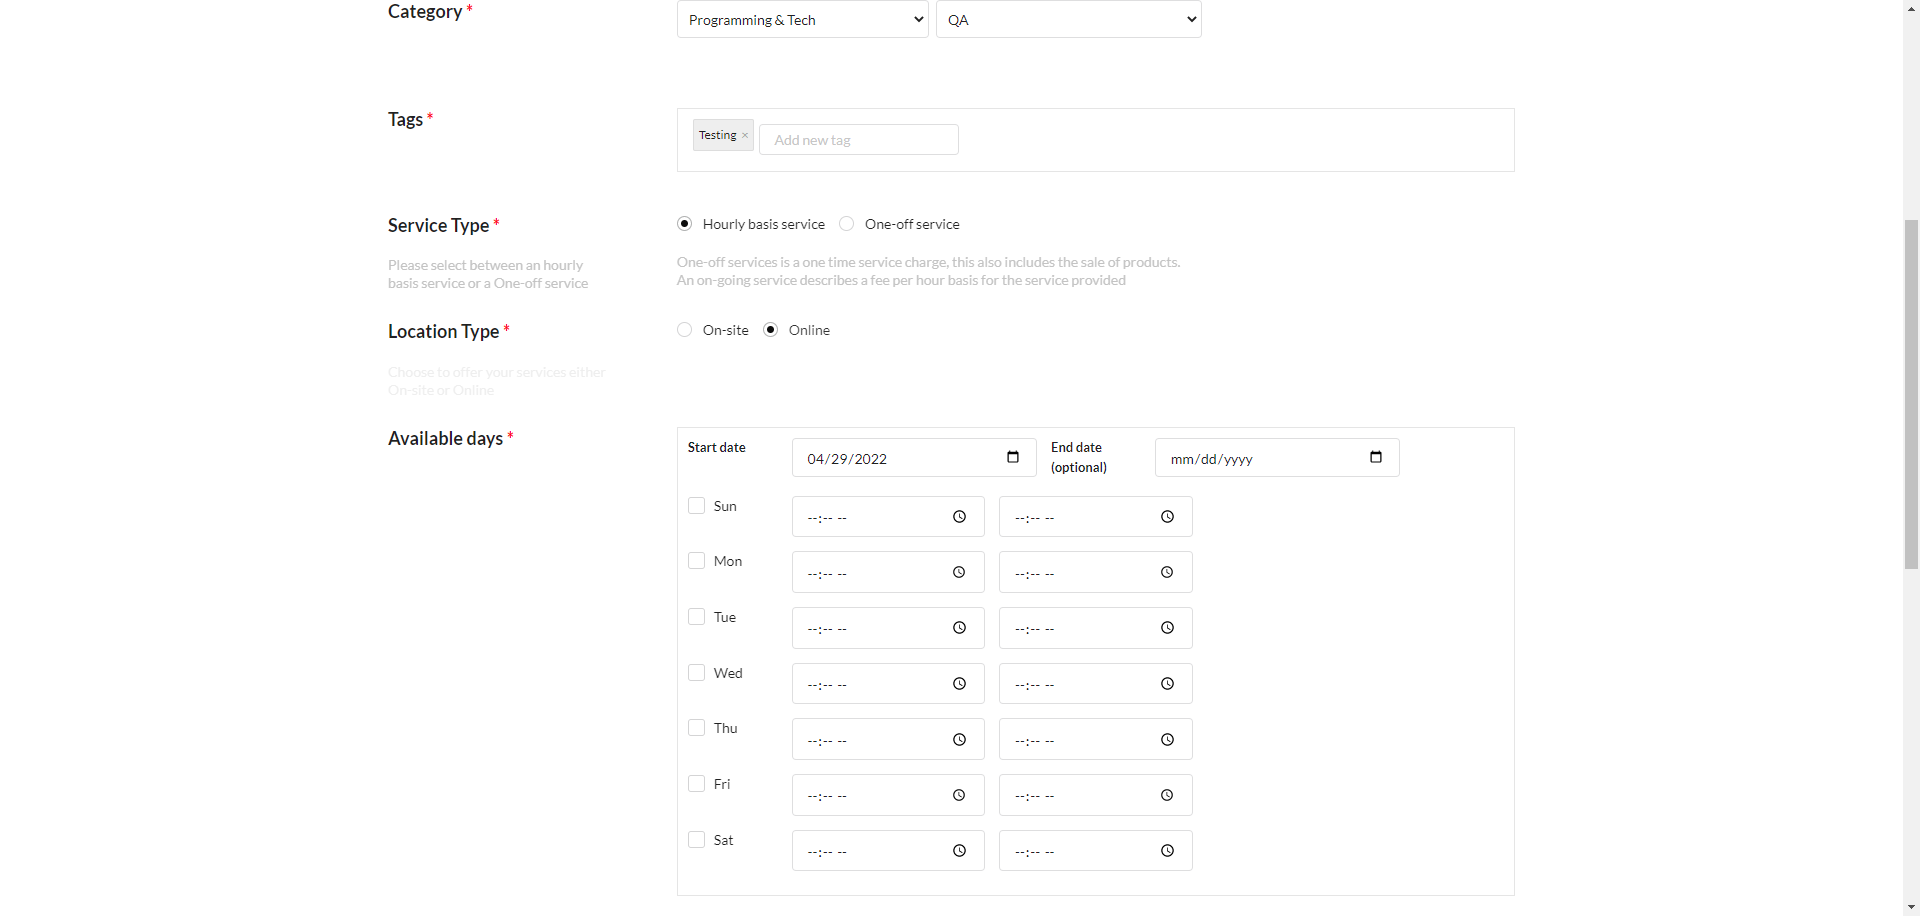 Category *
Programming & Tech
QA
Tags *
Testing ×
Add new tag
Service Type *
Hourly basis service
One-off service
Please select between an hourly
basis service or a One-off service
One-off services is a one time service charge, this also includes the sale of products.
An on-going service describes a fee per hour basis for the service provided
Location Type *
On-site
Online
Choose to offer your services either
On-site or Online
Available days *
Start date
04/29/2022
End date
(optional)
mm/dd/yyyy
Sun
--:-- --
--:-- --
Mon
--:-- --
--:-- --
Tue
--:-- --
--:-- --
Wed
--:-- --
--:-- --
Thu
--:-- --
--:-- --
Fri
--:-- --
--:-- --
Sat
--:-- --
--:-- --